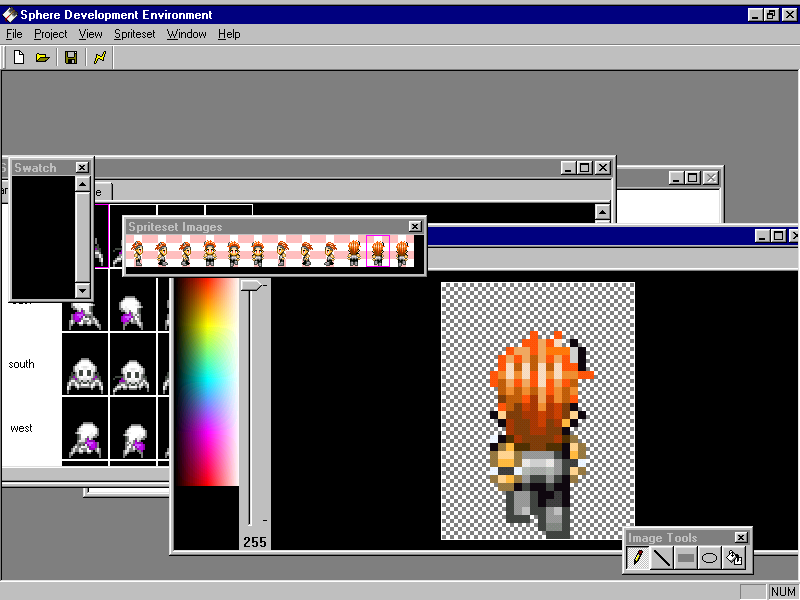 Sphere Development Environment
File Project View Spriteset Window Help
Swatch
Spriteset Images
south
west
255
Image Tools
NUM